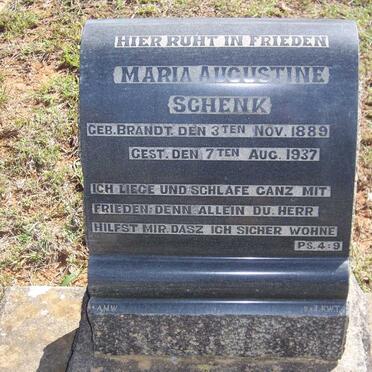 HIER RUHT IN FRIEDEN
MARIA AUGUSTINE
SCHENK
GEB. BRANDT. DEN 3TEN NOV. 1889
GEST. DEN 7TEN AUG. 1937
ICH LIEGE UND SCHLAFE GANZ MIT
FRIEDEN: DENN ALLEIN DU. HERR
HILFST MIR. DASZ ICH SICHER WOHNE
PS. 4:9
AMW